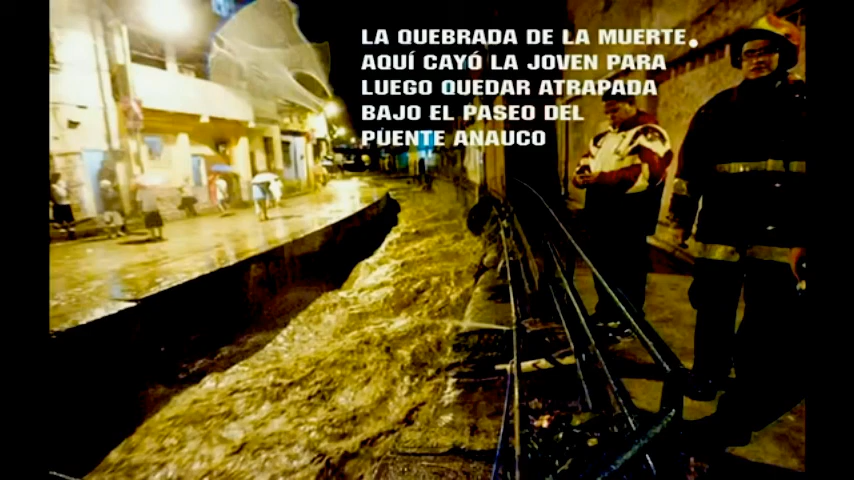 LA QUEBRADA DE LA MUERTE.
AQUÍ CAYÓ LA JOVEN PARA
LUEGO QUEDAR ATRAPADA
BAJO EL PASEO DEL
PUENTE ANAUCO